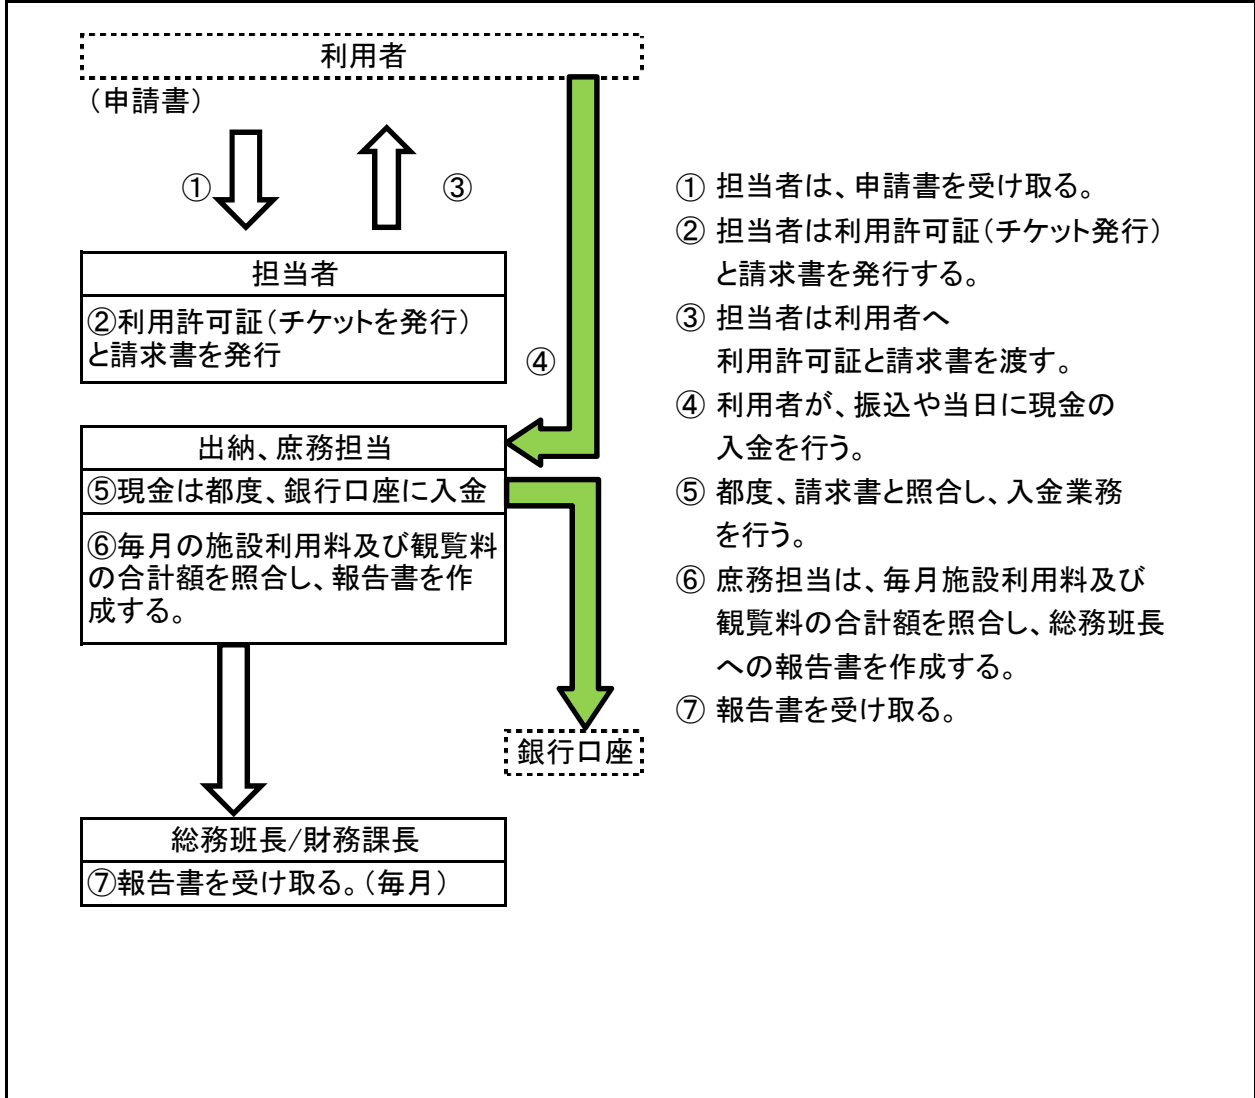 利用者
（申請書）
①
③
担当者
②利用許可証（チケットを発行）
と請求書を発行
④
出納、庶務担当
⑤現金は都度、銀行口座に入金
⑥毎月の施設利用料及び観覧料
の合計額を照合し、報告書を作
成する。
銀行口座
総務班長/財務課長
⑦報告書を受け取る。（毎月）
① 担当者は、申請書を受け取る。
② 担当者は利用許可証（チケット発行）
と請求書を発行する。
③ 担当者は利用者へ
利用許可証と請求書を渡す。
④ 利用者が、振込や当日に現金の
入金を行う。
⑤ 都度、請求書と照合し、入金業務
を行う。
⑥ 庶務担当は、毎月施設利用料及び
観覧料の合計額を照合し、総務班長
への報告書を作成する。
⑦ 報告書を受け取る。